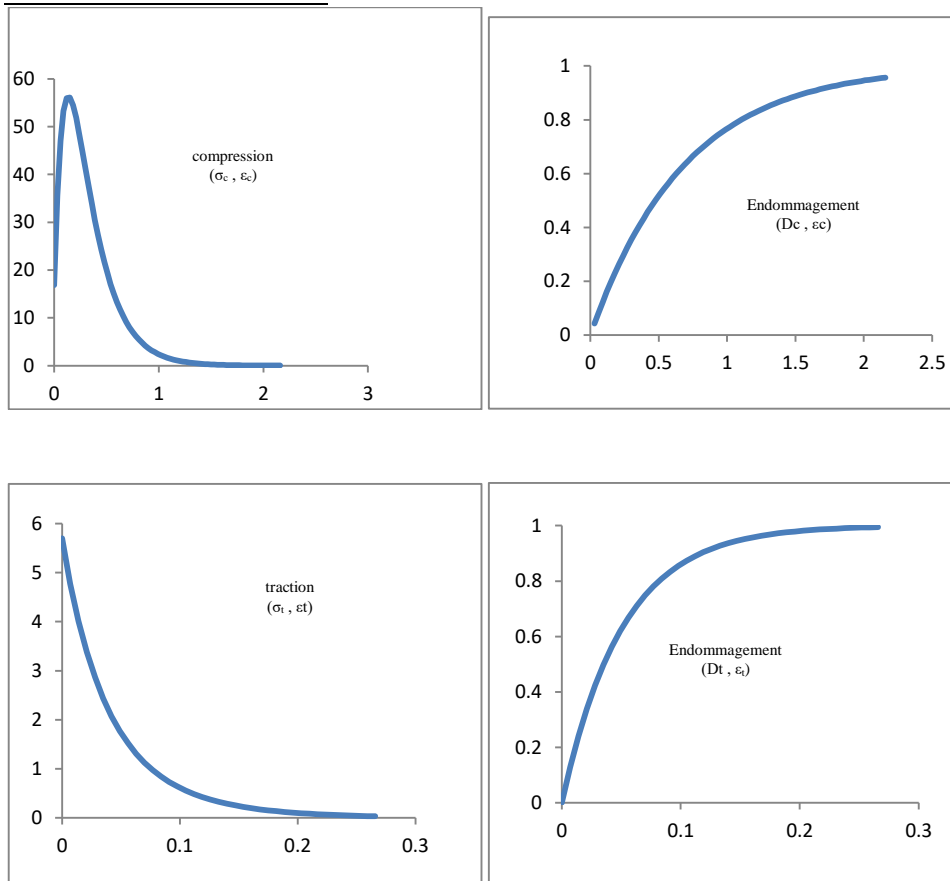 60
50
40
30
20
10
0
0 1 2 3
compression
(σc , εc)
1
0.8
0.6
0.4
0.2
0
0 0.5 1 1.5 2 2.5
Endommagement
(Dc , εc)
6
5
4
3
2
1
0
0 0.1 0.2 0.3
traction
(σt , εt)
1
0.8
0.6
0.4
0.2
0
0 0.1 0.2 0.3
Endommagement
(Dt , εt)